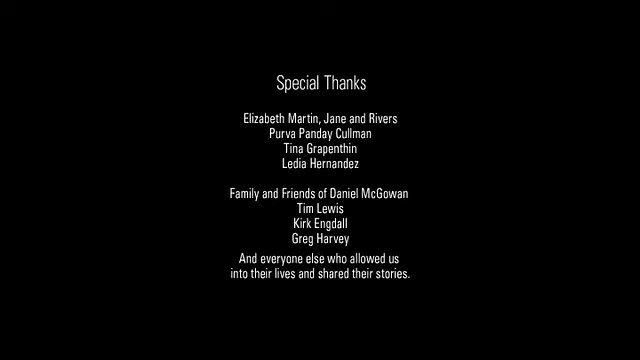 Special Thanks
Elizabeth Martin, Jane and Rivers
Purva Panday Cullman
Tina Grapenthin
Ledia Hernandez
Family and Friends of Daniel McGowan
Tim Lewis
Kirk Engdall
Greg Harvey
And everyone else who allowed us
into their lives and shared their stories.